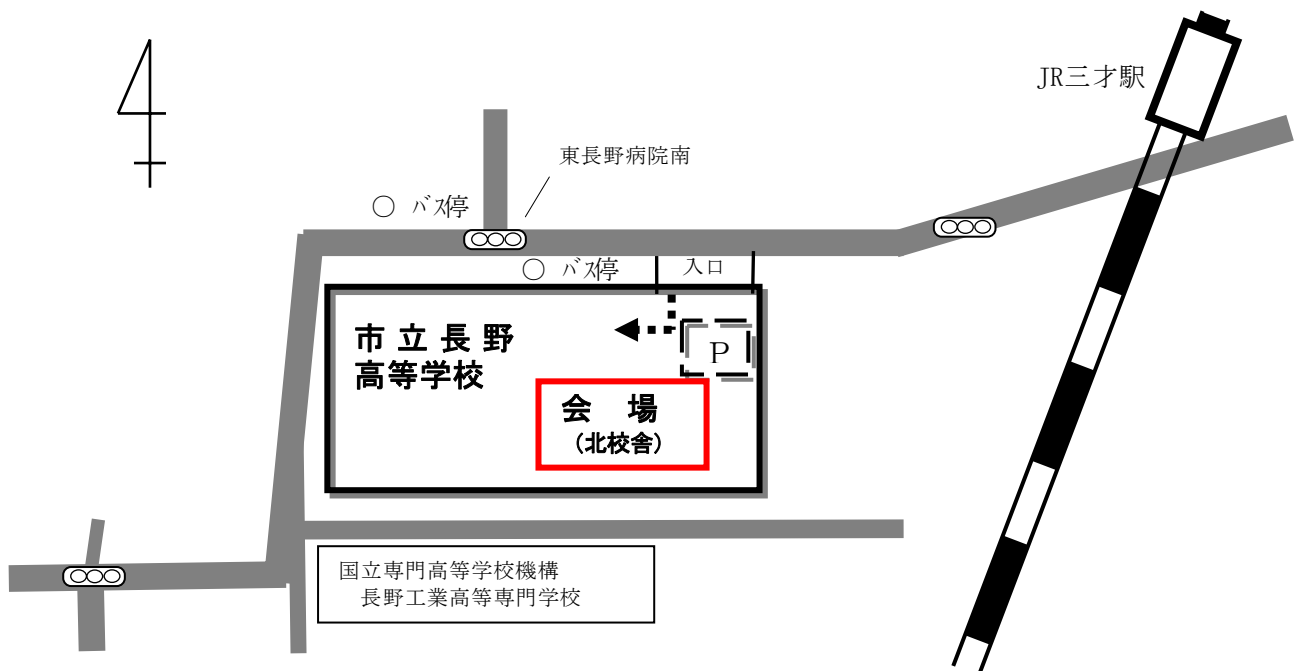 JR三才駅
東長野病院南
○ バス停
○ バス停
入口
市立長野
高等学校
P
会 場
(北校舎)
国立専門高等学校機構
長野工業高等専門学校